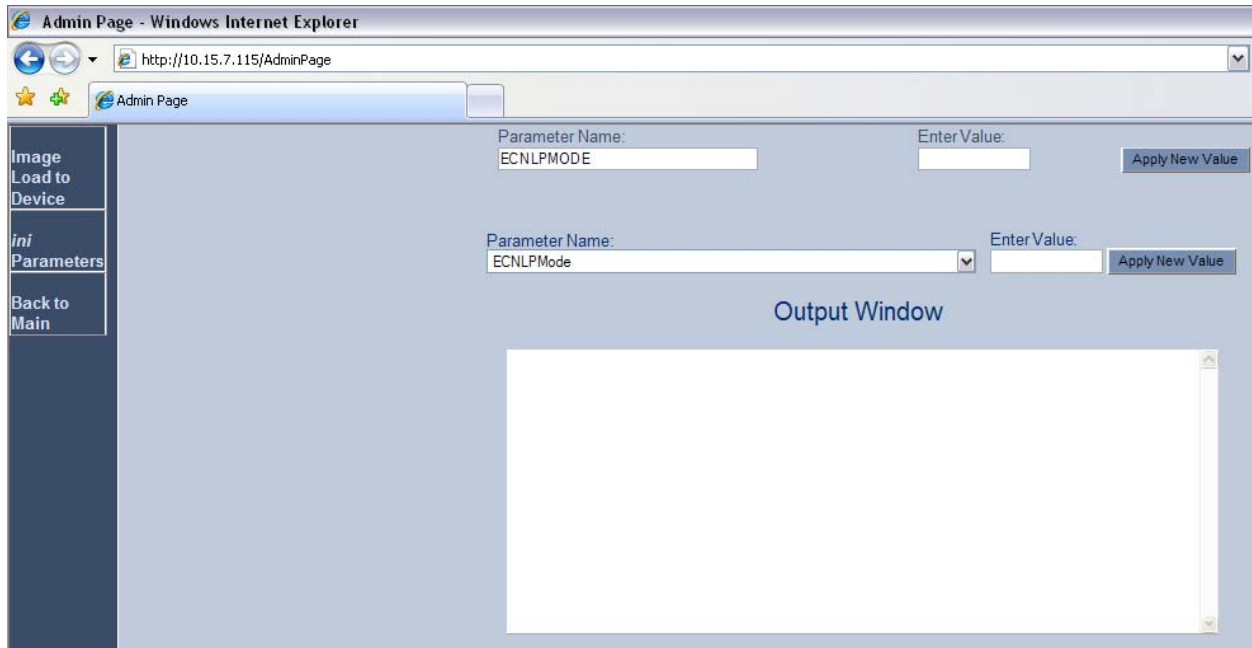 Admin Page - Windows Internet Explorer
http://10.15.7.115/AdminPage
Admin Page
Image
Load to
Device
ini
Parameters
Back to
Main
Parameter Name:
Enter Value:
ECNLPMODE
Apply New Value
Parameter Name:
Enter Value:
ECNLPMode
Apply New Value
Output Window